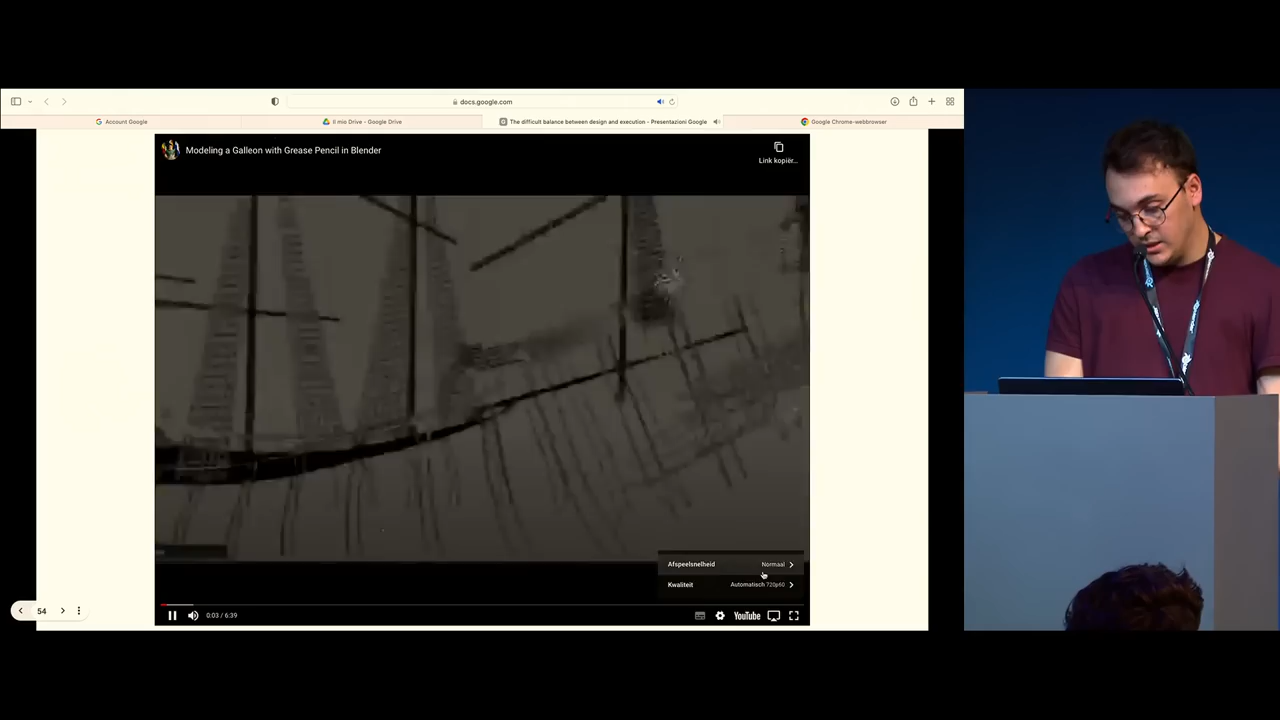 docs.google.com
Account Google
Il mio Drive - Google Drive
The difficult balance between design and execution - Presentazioni Google
Google Chrome-webbrowser
Modeling a Galleon with Grease Pencil in Blender
Link kopiër...
Afspeelsnelheid
Normaal
Kwaliteit
Automatisch 720p60
54
0:03 / 6:39
YouTube